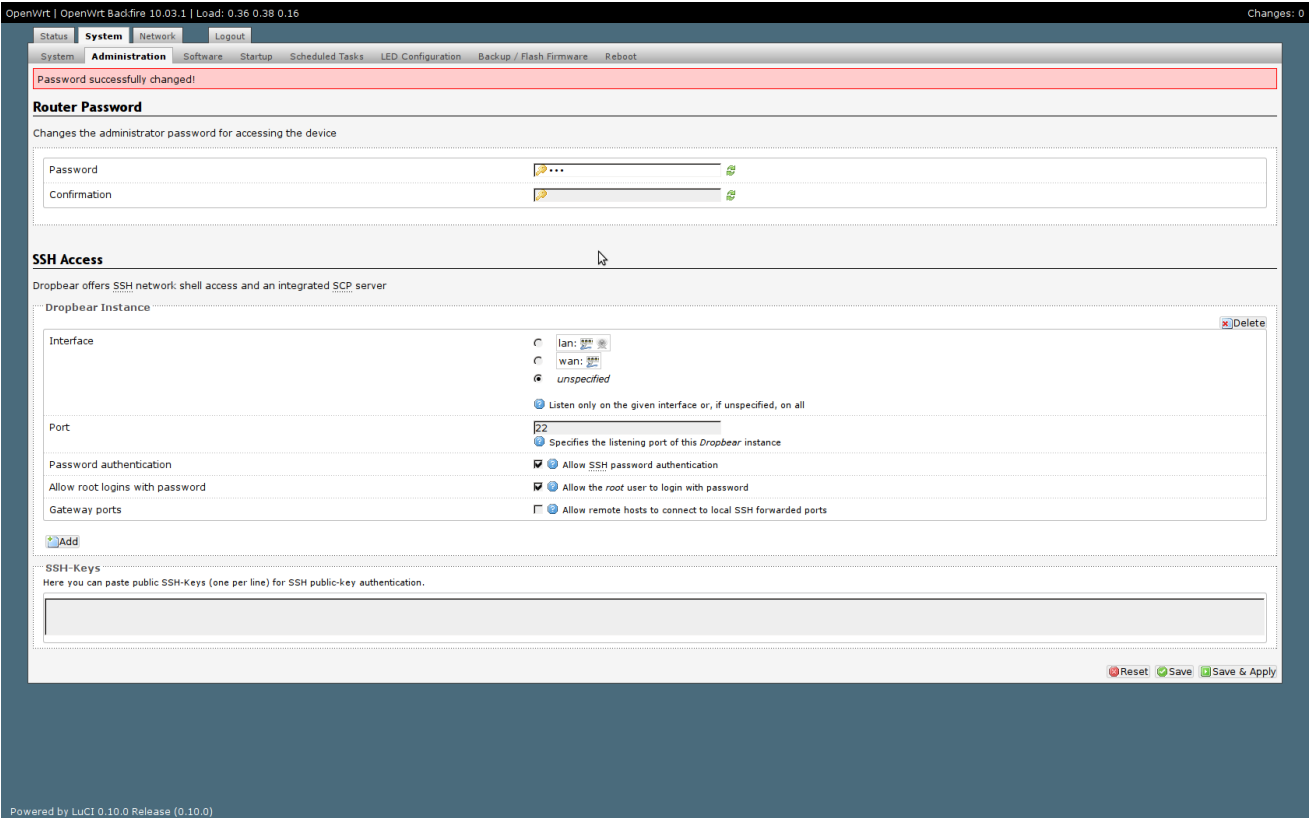 OpenWrt | OpenWrt Backfire 10.03.1 | Load: 0.36 0.38 0.16 Changes: 0
Status System Network Logout
System Administration Software Startup Scheduled Tasks LED Configuration Backup / Flash Firmware Reboot
Password successfully changed!
Router Password
Changes the administrator password for accessing the device
Password •••
Confirmation
SSH Access
Dropbear offers SSH network shell access and an integrated SCP server
Dropbear Instance
Delete
Interface lan:
wan:
unspecified
Listen only on the given interface or, if unspecified, on all
Port 22
Specifies the listening port of this Dropbear instance
Password authentication Allow SSH password authentication
Allow root logins with password Allow the root user to login with password
Gateway ports Allow remote hosts to connect to local SSH forwarded ports
Add
SSH-Keys
Here you can paste public SSH-Keys (one per line) for SSH public-key authentication.
Reset Save Save & Apply
Powered by LuCI 0.10.0 Release (0.10.0)